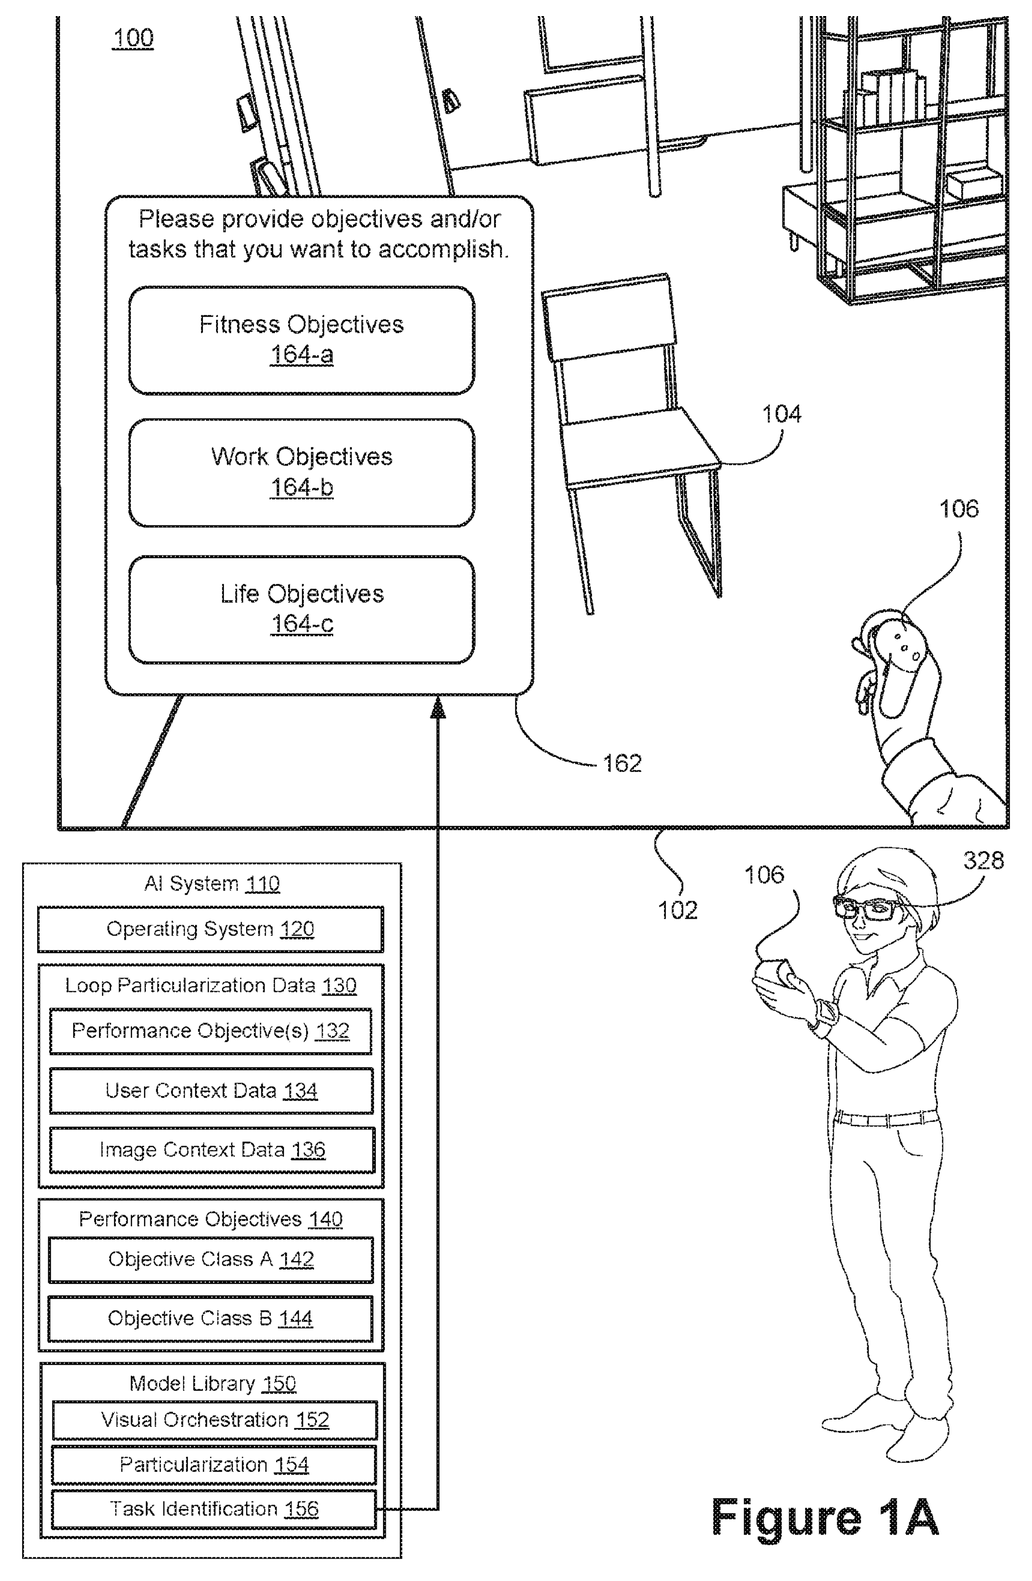 100
Please provide objectives and/or
tasks that you want to accomplish.
Fitness Objectives
164-a
Work Objectives
164-b
Life Objectives
164-c
104
106
162
102
AI System 110
Operating System 120
Loop Particularization Data 130
Performance Objective(s) 132
User Context Data 134
Image Context Data 136
Performance Objectives 140
Objective Class A 142
Objective Class B 144
Model Library 150
Visual Orchestration 152
Particularization 154
Task Identification 156
106
328
Figure 1A